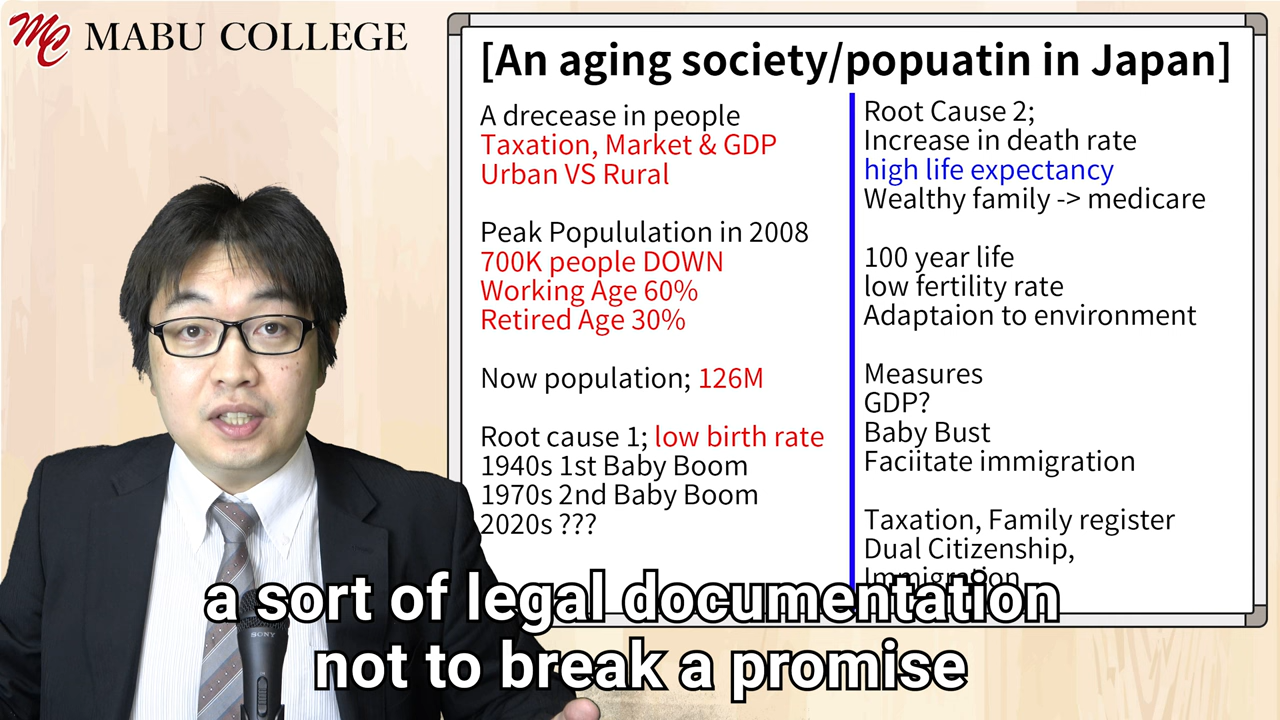 MC MABU COLLEGE
[An aging society/popuatin in Japan]
A drecease in people
Taxation, Market & GDP
Urban VS Rural
Peak Popululation in 2008
700K people DOWN
Working Age 60%
Retired Age 30%
Now population; 126M
Root cause 1; low birth rate
1940s 1st Baby Boom
1970s 2nd Baby Boom
2020s ???
Root Cause 2;
Increase in death rate
high life expectancy
Wealthy family -> medicare
100 year life
low fertility rate
Adaptaion to environment
Measures
GDP?
Baby Bust
Faciitate immigration
Taxation, Family register
Dual Citizenship,
Immigration
a sort of legal documentation
not to break a promise
SONY